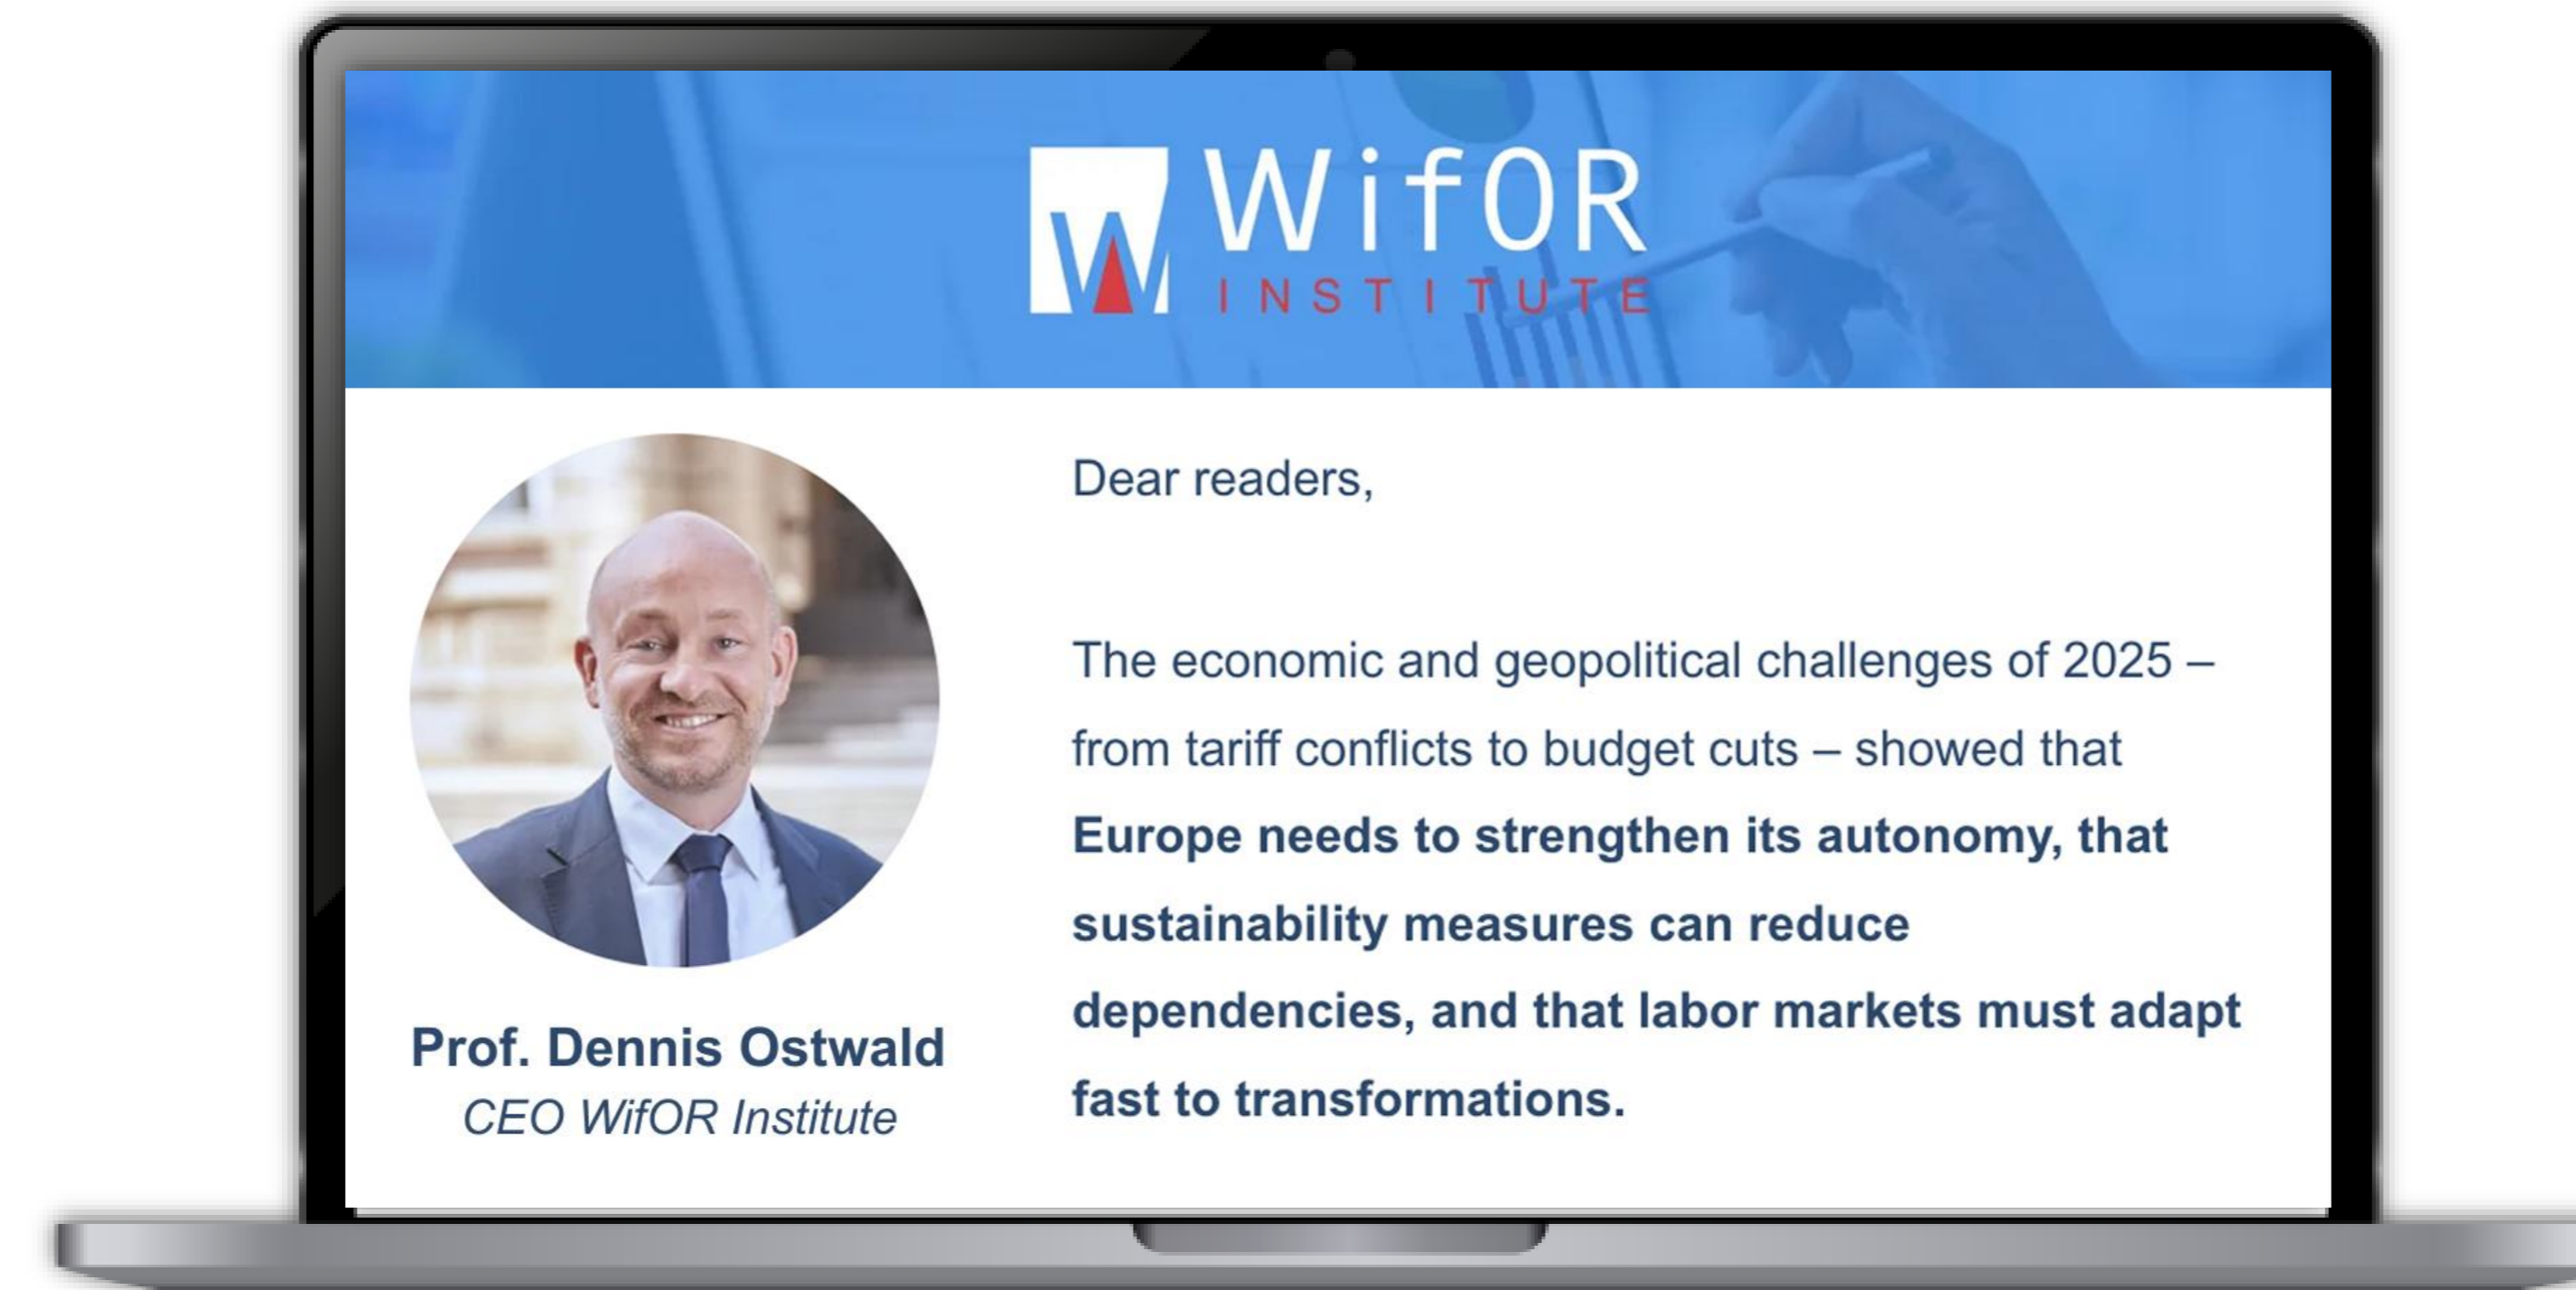 WifOR
INSTITUTE
Dear readers,
The economic and geopolitical challenges of 2025 –
from tariff conflicts to budget cuts – showed that
Europe needs to strengthen its autonomy, that
sustainability measures can reduce
dependencies, and that labor markets must adapt
fast to transformations.
Prof. Dennis Ostwald
CEO WifOR Institute